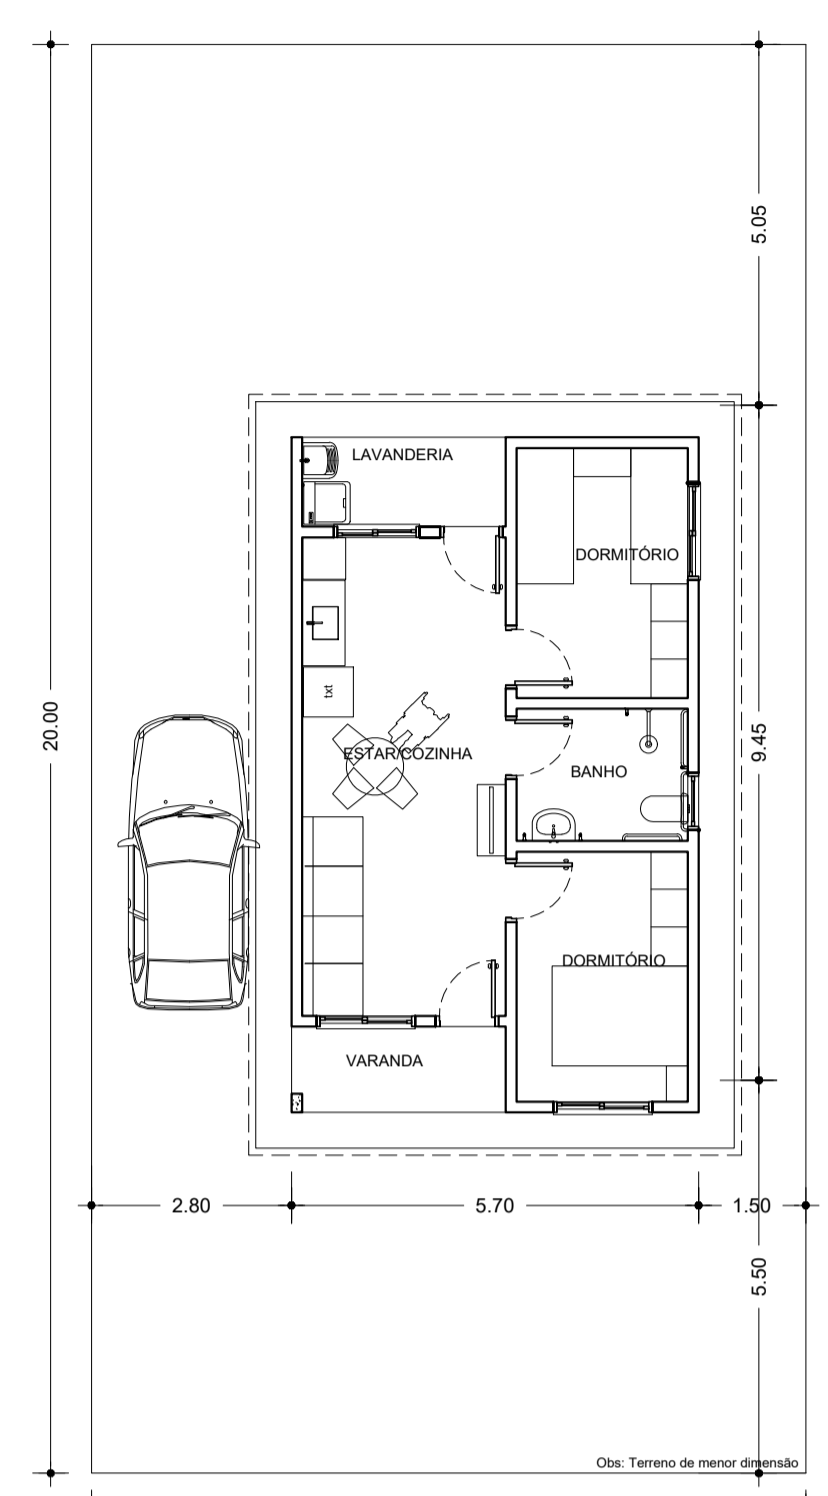 5.05
LAVANDERIA
DORMITÓRIO
txt
20.00
9.45
ESTAR/COZINHA
BANHO
DORMITÓRIO
VARANDA
2.80
5.70
1.50
5.50
Obs: Terreno de menor dimensão